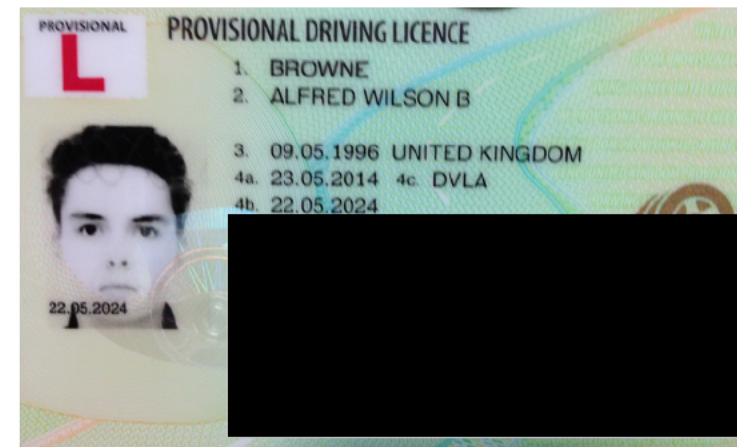 PROVISIONAL
L
PROVISIONAL DRIVING LICENCE
1. BROWNE
2. ALFRED WILSON B
3. 09.05.1996 UNITED KINGDOM
4a. 23.05.2014 4c. DVLA
4b. 22.05.2024
22.05.2024